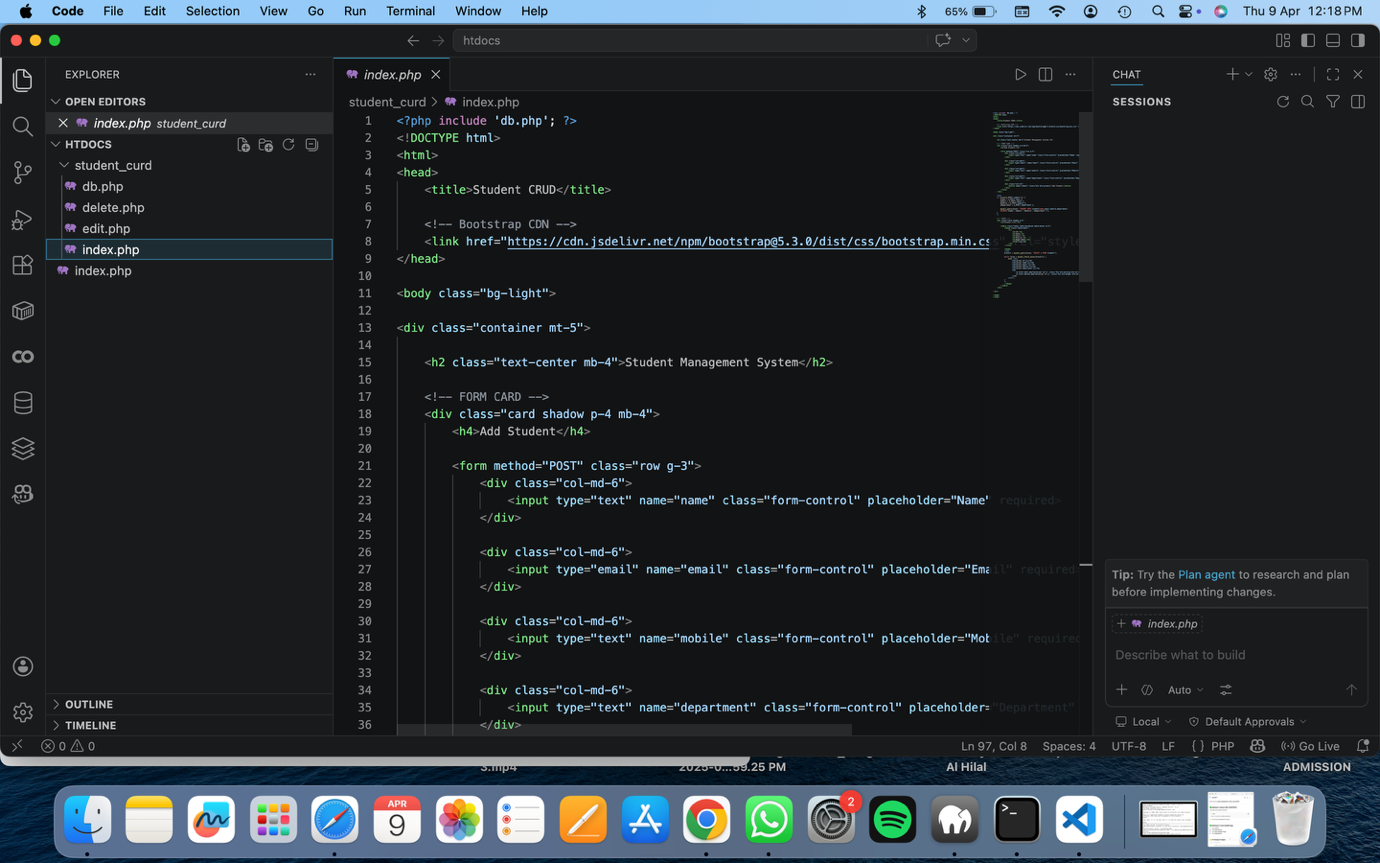 Code File Edit Selection View Go Run Terminal Window Help 65% Thu 9 Apr 12:18 PM
htdocs
EXPLORER
OPEN EDITORS
index.php student_curd
HTDOCS
student_curd
db.php
delete.php
edit.php
index.php
index.php
OUTLINE
TIMELINE
index.php
student_curd > index.php
1 <?php include 'db.php'; ?>
2 <!DOCTYPE html>
3 <html>
4 <head>
5 <title>Student CRUD</title>
6
7 <!-- Bootstrap CDN -->
8 <link href="https://cdn.jsdelivr.net/npm/bootstrap@5.3.0/dist/css/bootstrap.min.css"
9 </head>
10
11 <body class="bg-light">
12
13 <div class="container mt-5">
14
15 <h2 class="text-center mb-4">Student Management System</h2>
16
17 <!-- FORM CARD -->
18 <div class="card shadow p-4 mb-4">
19 <h4>Add Student</h4>
20
21 <form method="POST" class="row g-3">
22 <div class="col-md-6">
23 <input type="text" name="name" class="form-control" placeholder="Name" required>
24 </div>
25
26 <div class="col-md-6">
27 <input type="email" name="email" class="form-control" placeholder="Email" required>
28 </div>
29
30 <div class="col-md-6">
31 <input type="text" name="mobile" class="form-control" placeholder="Mobile" required
32 </div>
33
34 <div class="col-md-6">
35 <input type="text" name="department" class="form-control" placeholder="Department"
36 </div>
CHAT
SESSIONS
Tip: Try the Plan agent to research and plan
before implementing changes.
index.php
Describe what to build
Auto
Local Default Approvals
0 0 Ln 97, Col 8 Spaces: 4 UTF-8 LF { } PHP Go Live
3.mp4 2025-0...59.25 PM Al Hilal ADMISSION
APR
9
2